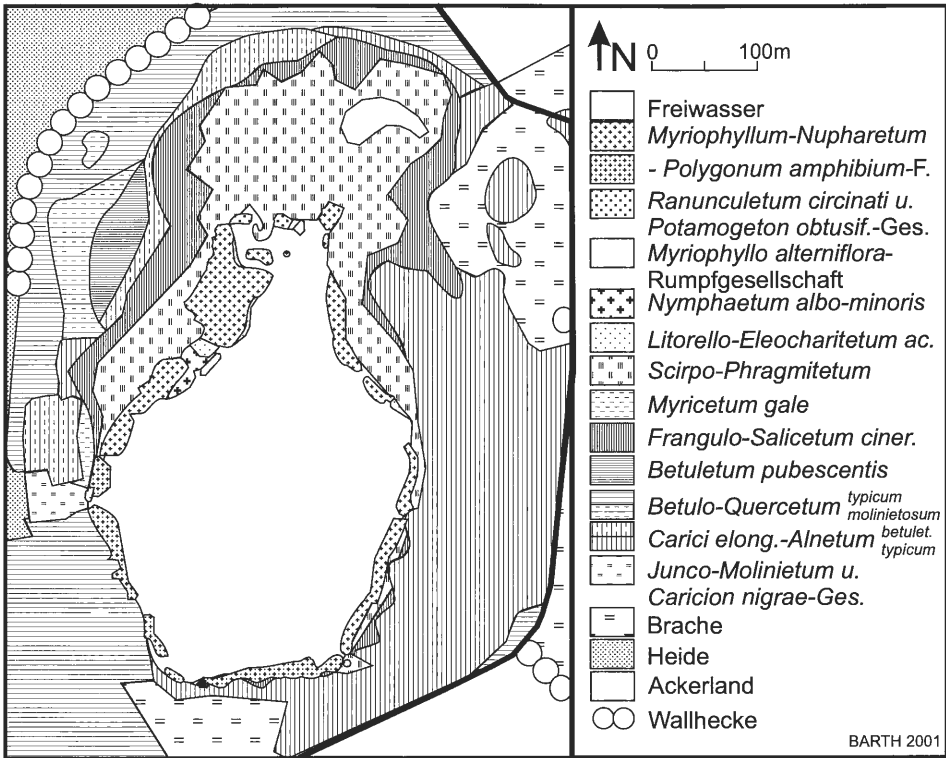 N 0 100m
Freiwasser
Myriophyllum-Nupharetum
- Polygonum amphibium-F.
Ranunculetum circinati u.
Potamogeton obtusif.-Ges.
Myriophyllo alterniflora-
Rumpfgesellschaft
Nymphaetum albo-minoris
Litorello-Eleocharitetum ac.
Scirpo-Phragmitetum
Myricetum gale
Frangulo-Salicetum ciner.
Betuletum pubescentis
Betulo-Quercetum typicum
molinietosum
Carici elong.-Alnetum betulet.
typicum
Junco-Molinietum u.
Caricion nigrae-Ges.
Brache
Heide
Ackerland
Wallhecke
BARTH 2001